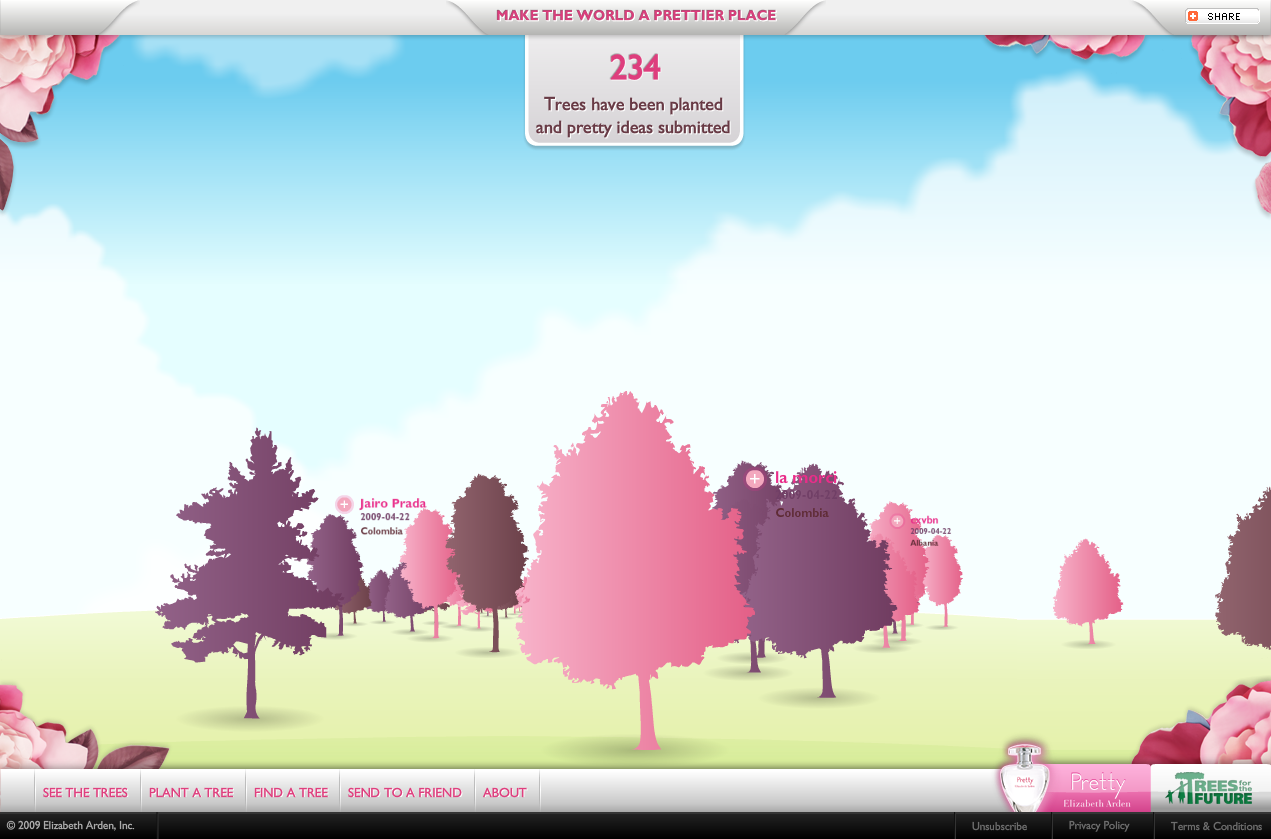 MAKE THE WORLD A PRETTIER PLACE
SHARE
234
Trees have been planted
and pretty ideas submitted
Jairo Prada
2009-04-22
Colombia
2009-04-22
Colombia
cxvbn
2009-04-22
Albania
SEE THE TREES
PLANT A TREE
FIND A TREE
SEND TO A FRIEND
ABOUT
Pretty
Pretty
Elizabeth Arden
TREES for the
FUTURE
© 2009 Elizabeth Arden, Inc.
Unsubscribe
Privacy Policy
Terms & Conditions